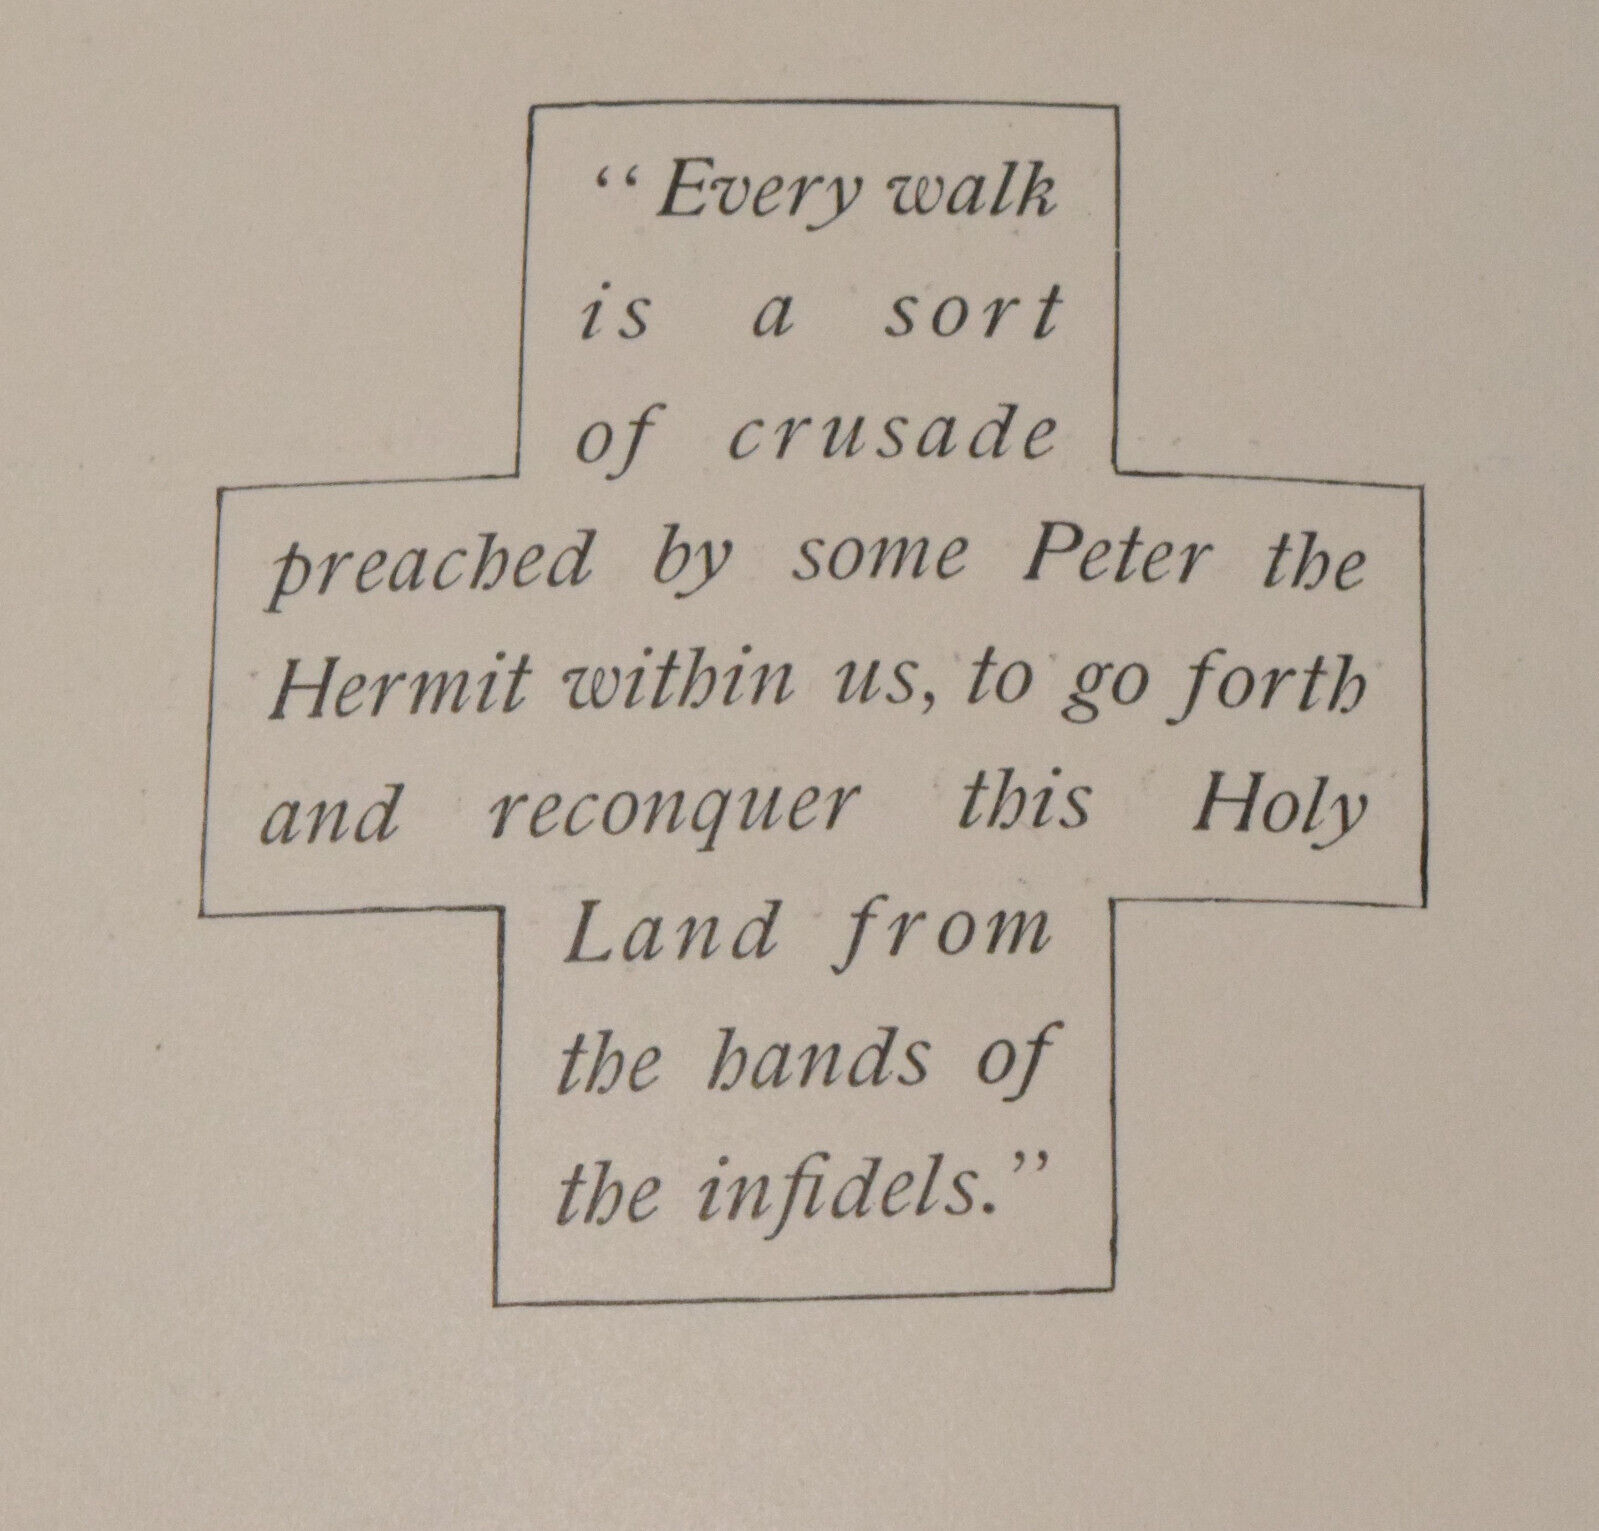 “Every walk
is a sort
of crusade
preached by some Peter the
Hermit within us, to go forth
and reconquer this Holy
Land from
the hands of
the infidels.”